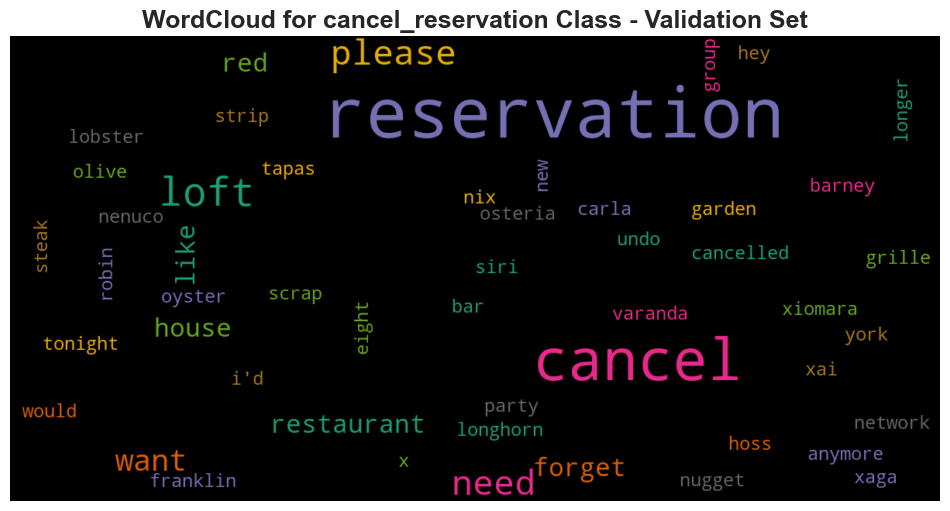 WordCloud for cancel_reservation Class - Validation Set
please
group
hey
red
reservation
longer
strip
lobster
tapas
olive
new
loft
barney
nix
nenuco
osteria
carla
garden
steak
like
undo
cancelled
robin
siri
grille
oyster
scrap
bar
varanda
xiomara
house
eight
york
tonight
cancel
xai
i'd
would
party
restaurant
longhorn
network
want
x
forget
hoss
anymore
franklin
need
nugget
xaga